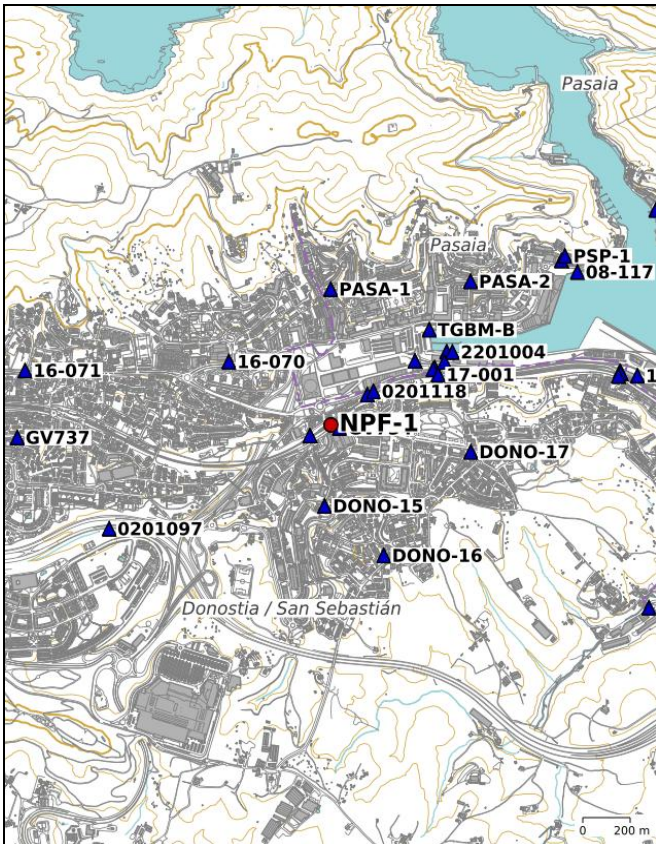 Pasaia
Pasaia
PSP-1
08-117
PASA-1
PASA-2
TGBM-B
2201004
16-071
16-070
17-001
1
0201118
NPF-1
GV737
DONO-17
DONO-15
0201097
DONO-16
Donostia / San Sebastián
0 200 m